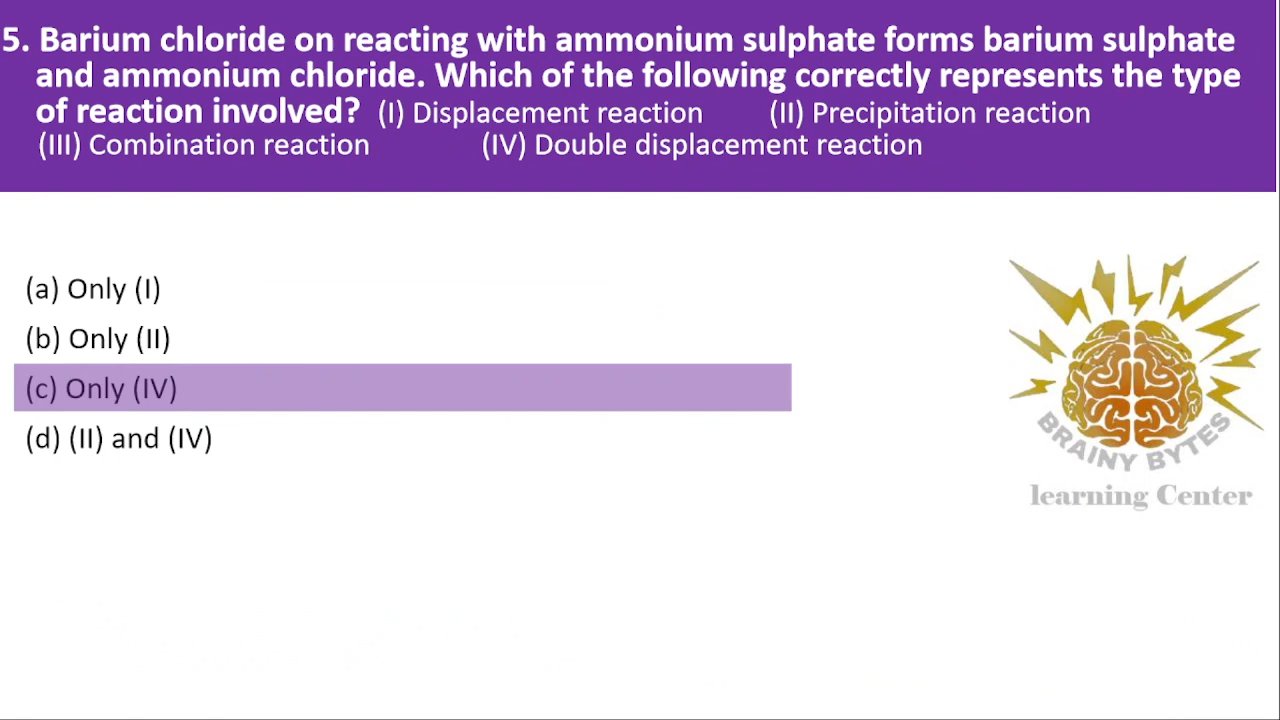 5. Barium chloride on reacting with ammonium sulphate forms barium sulphate
and ammonium chloride. Which of the following correctly represents the type
of reaction involved? (I) Displacement reaction (II) Precipitation reaction
(III) Combination reaction (IV) Double displacement reaction
(a) Only (I)
(b) Only (II)
(c) Only (IV)
(d) (II) and (IV)
BRAINY BYTES
learning Center